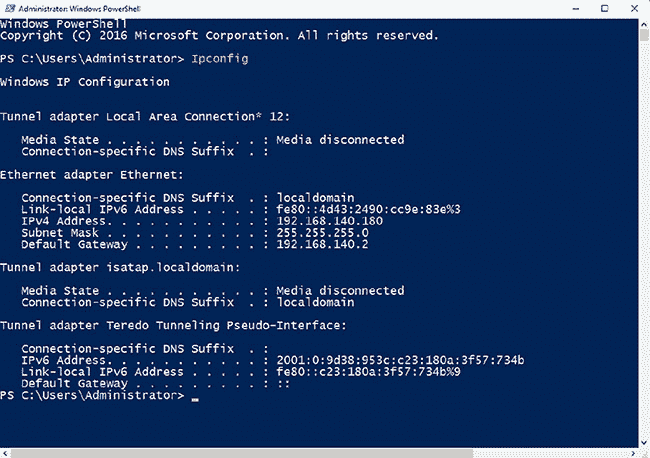 Administrator: Windows PowerShell
Windows PowerShell
Copyright (C) 2016 Microsoft Corporation. All rights reserved.
PS C:\Users\Administrator> Ipconfig
Windows IP Configuration
Tunnel adapter Local Area Connection* 12:
Media State . . . . . . . . . . . : Media disconnected
Connection-specific DNS Suffix  . :
Ethernet adapter Ethernet:
Connection-specific DNS Suffix  . : localdomain
Link-local IPv6 Address . . . . . : fe80::4d43:2490:cc9e:83e%3
IPv4 Address. . . . . . . . . . . : 192.168.140.180
Subnet Mask . . . . . . . . . . . : 255.255.255.0
Default Gateway . . . . . . . . . : 192.168.140.2
Tunnel adapter isatap.localdomain:
Media State . . . . . . . . . . . : Media disconnected
Connection-specific DNS Suffix  . : localdomain
Tunnel adapter Teredo Tunneling Pseudo-Interface:
Connection-specific DNS Suffix  . :
IPv6 Address. . . . . . . . . . . : 2001:0:9d38:953c:c23:180a:3f57:734b
Link-local IPv6 Address . . . . . : fe80::c23:180a:3f57:734b%9
Default Gateway . . . . . . . . . : ::
PS C:\Users\Administrator> _